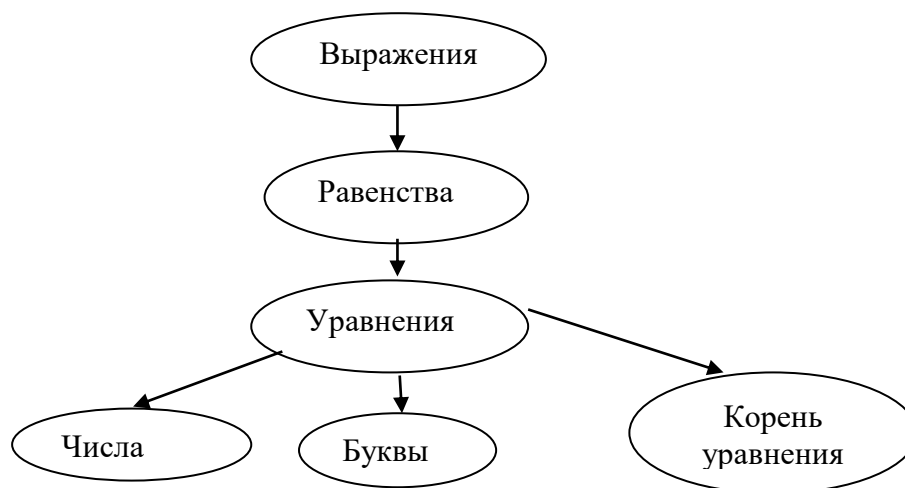 Выражения
Равенства
Уравнения
Числа
Буквы
Корень
уравнения